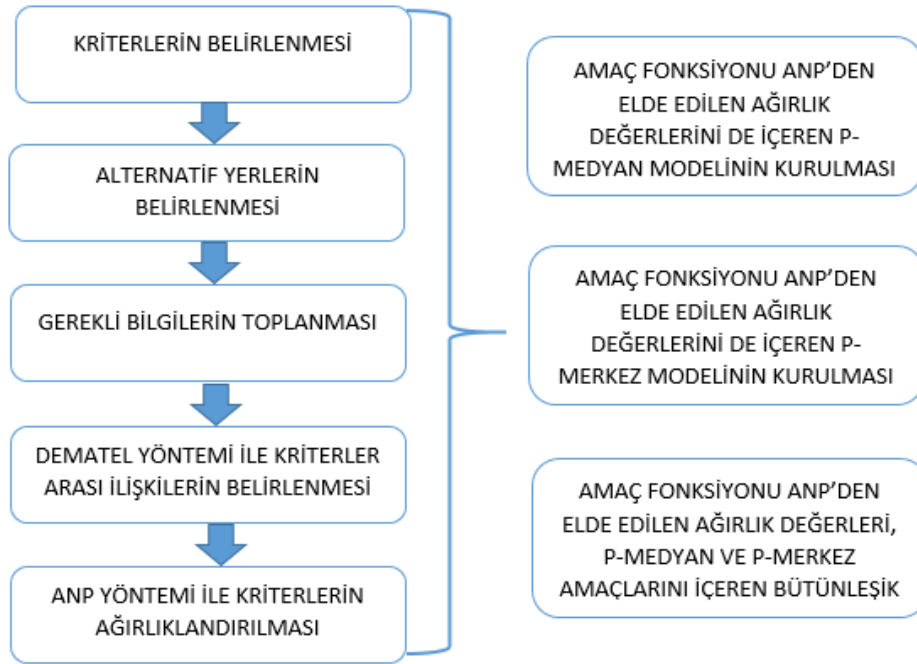 KRİTERLERİN BELİRLENMESİ
ALTERNATİF YERLERİN
BELİRLENMESİ
GEREKLİ BİLGİLERİN TOPLANMASI
DEMATEL YÖNTEMİ İLE KRİTERLER
ARASI İLİŞKİLERİN BELİRLENMESİ
ANP YÖNTEMİ İLE KRİTERLERİN
AĞIRLIKLANDIRILMASI
AMAÇ FONKSİYONU ANP’DEN
ELDE EDİLEN AĞIRLIK
DEĞERLERİNİ DE İÇEREN P-
MEDYAN MODELİNİN KURULMASI
AMAÇ FONKSİYONU ANP’DEN
ELDE EDİLEN AĞIRLIK
DEĞERLERİNİ DE İÇEREN P-
MERKEZ MODELİNİN KURULMASI
AMAÇ FONKSİYONU ANP’DEN
ELDE EDİLEN AĞIRLIK DEĞERLERİ,
P-MEDYAN VE P-MERKEZ
AMAÇLARINI İÇEREN BÜTÜNLEŞİK